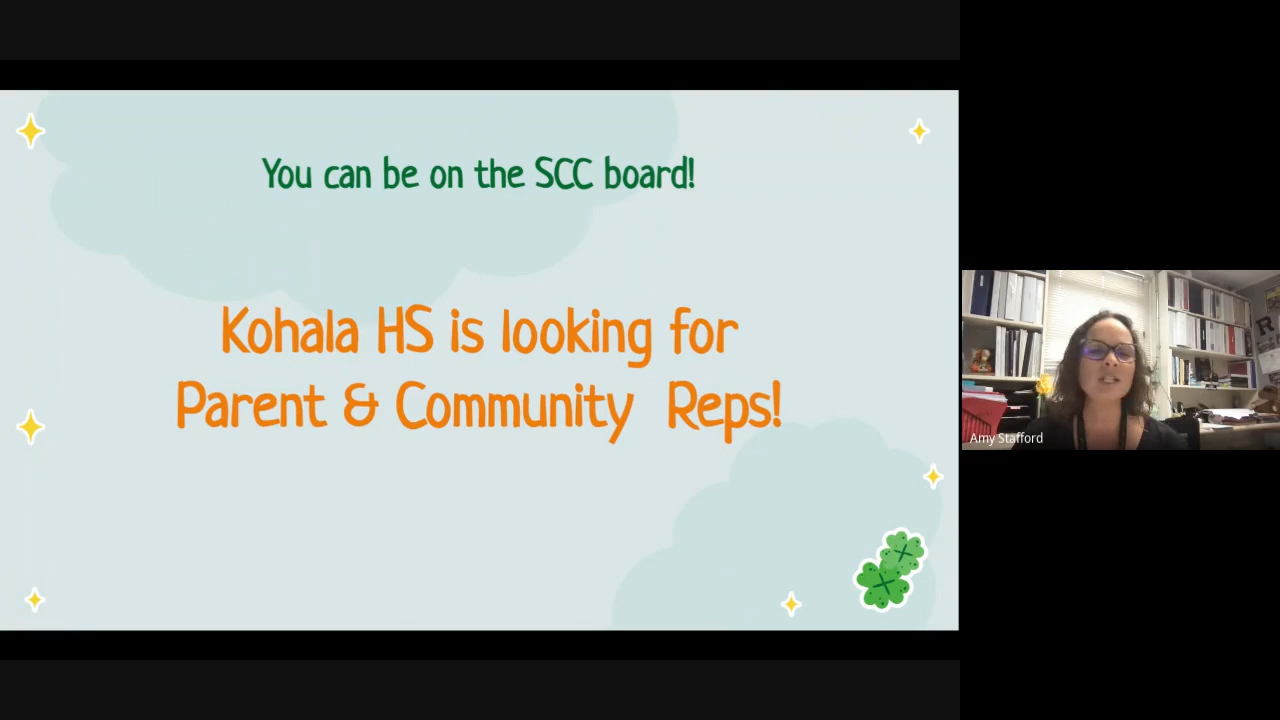 You can be on the SCC board!
Kohala HS is looking for
Parent & Community Reps!
Amy Stafford
R